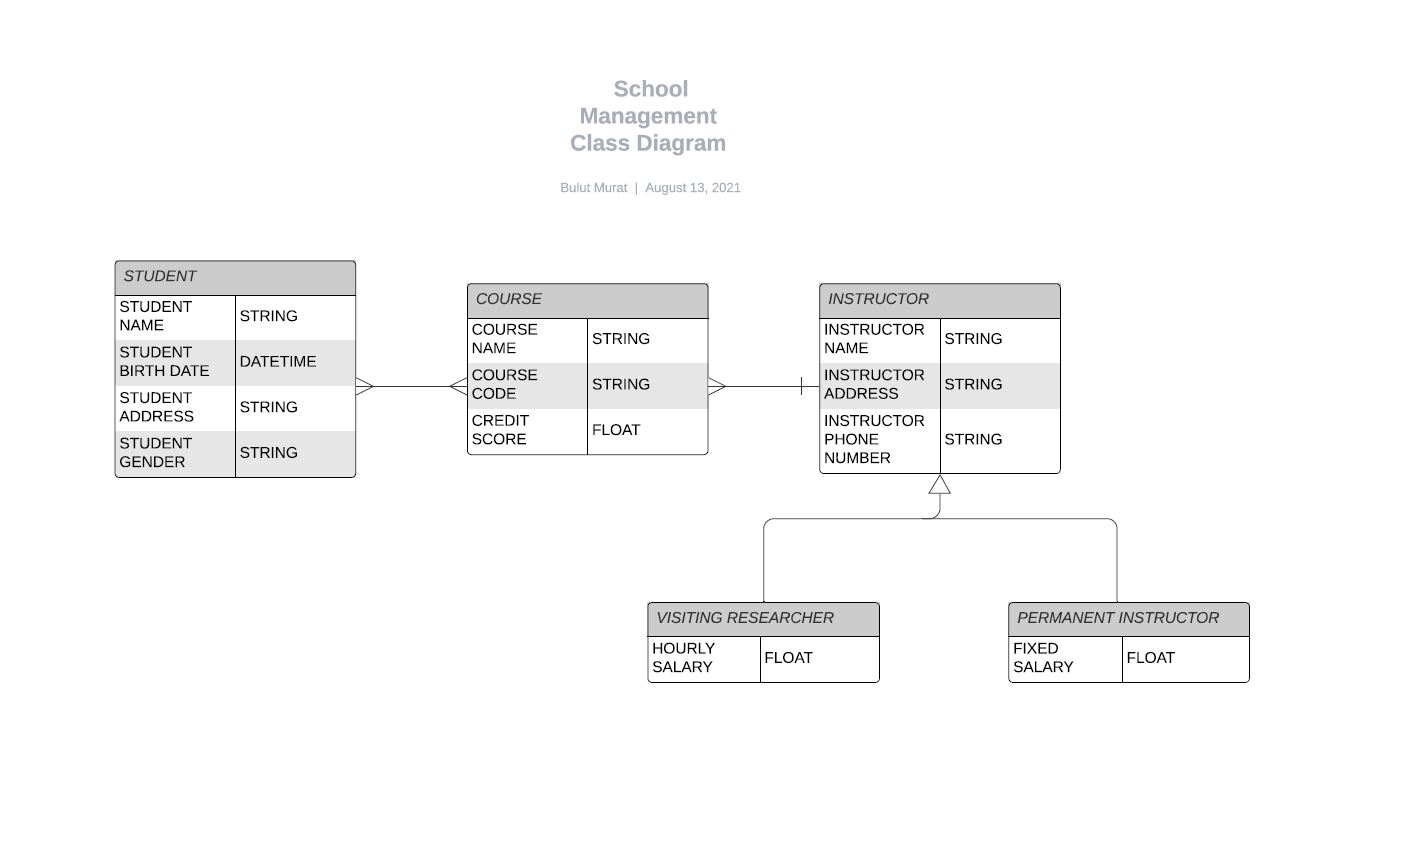 School
Management
Class Diagram
Bulut Murat | August 13, 2021
STUDENT
STUDENT
NAME
STRING
STUDENT
BIRTH DATE
DATETIME
STUDENT
ADDRESS
STRING
STUDENT
GENDER
STRING
COURSE
COURSE
NAME
STRING
COURSE
CODE
STRING
CREDIT
SCORE
FLOAT
INSTRUCTOR
INSTRUCTOR
NAME
STRING
INSTRUCTOR
ADDRESS
STRING
INSTRUCTOR
PHONE
NUMBER
STRING
VISITING RESEARCHER
HOURLY
SALARY
FLOAT
PERMANENT INSTRUCTOR
FIXED
SALARY
FLOAT